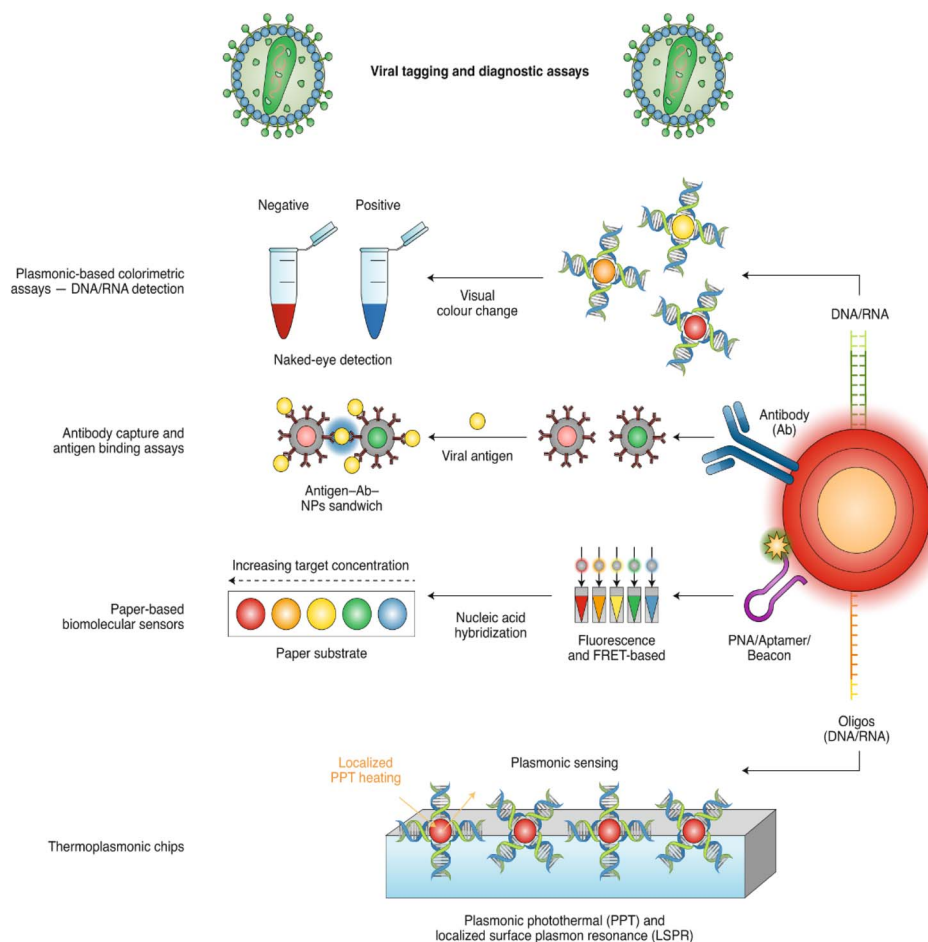 Viral tagging and diagnostic assays
Negative
Positive
Plasmonic-based colorimetric
assays — DNA/RNA detection
Visual
colour change
Naked-eye detection
DNA/RNA
Antibody capture and
antigen binding assays
Viral antigen
Antigen–Ab–
NPs sandwich
Antibody
(Ab)
Increasing target concentration
Paper-based
biomolecular sensors
Paper substrate
Nucleic acid
hybridization
Fluorescence
and FRET-based
PNA/Aptamer/
Beacon
Oligos
(DNA/RNA)
Localized
PPT heating
Plasmonic sensing
Thermoplasmonic chips
Plasmonic photothermal (PPT) and
localized surface plasmon resonance (LSPR)